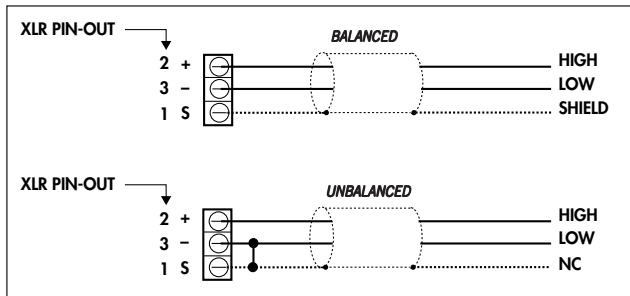 XLR PIN-OUT
BALANCED
2 + HIGH
3 – LOW
1 S SHIELD
XLR PIN-OUT
UNBALANCED
2 + HIGH
3 – LOW
1 S NC